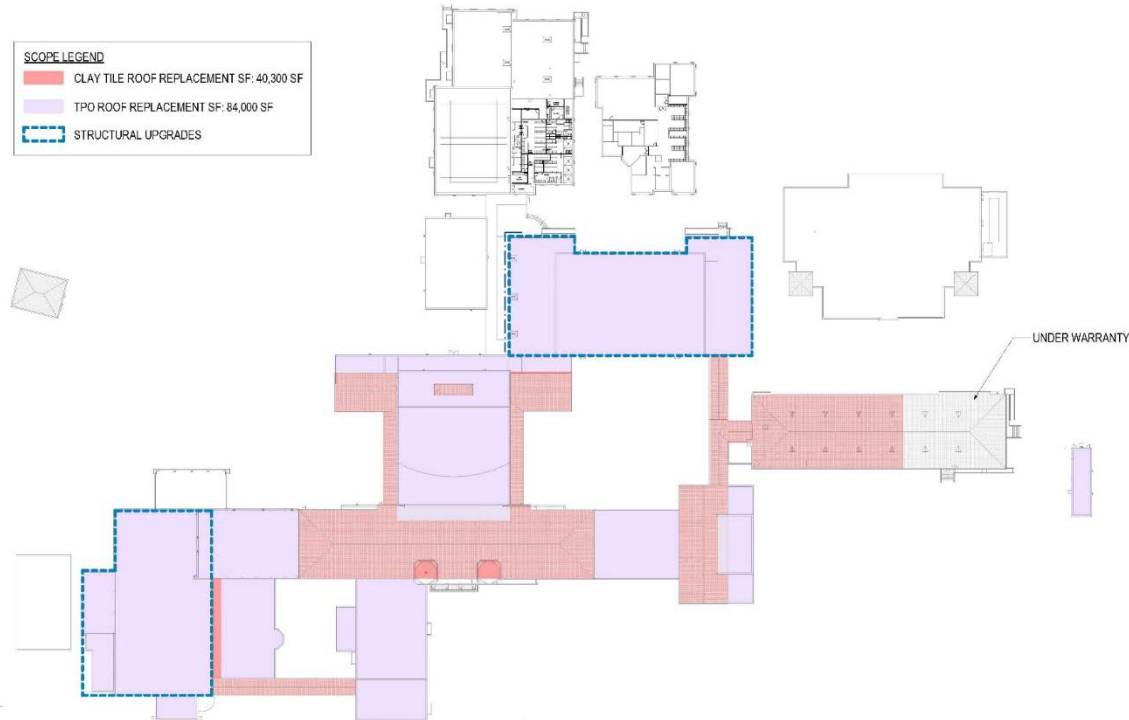 SCOPE LEGEND
CLAY TILE ROOF REPLACEMENT SF: 40,300 SF
TPO ROOF REPLACEMENT SF: 84,000 SF
STRUCTURAL UPGRADES
UNDER WARRANTY